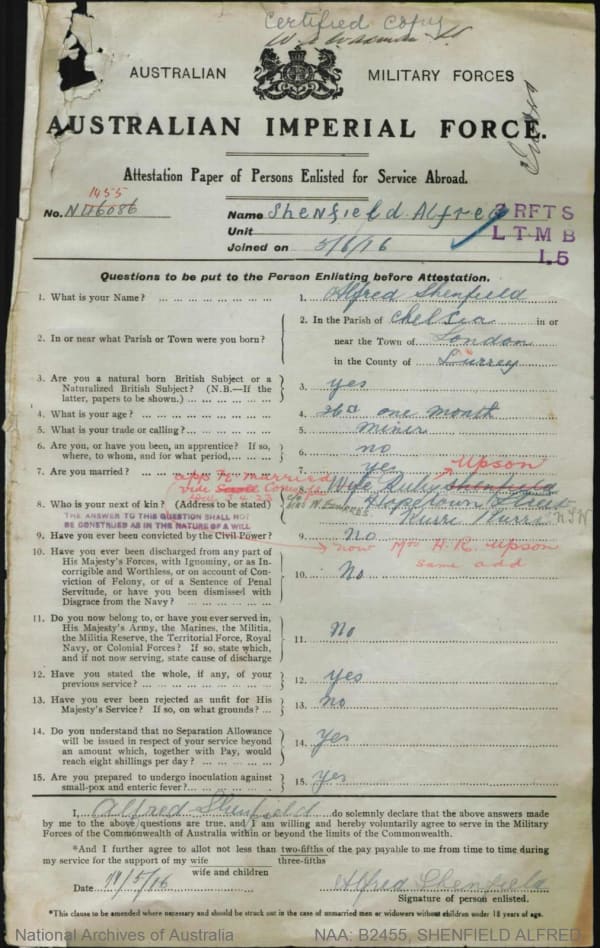 Certified Copy
AUSTRALIAN MILITARY FORCES
AUSTRALIAN IMPERIAL FORCE.
Attestation Paper of Persons Enlisted for Service Abroad.
1455
No. N46086
Name Shenfield Alfred
3 RFTS
Unit
L T M B
Joined on 5/6/16
L5
Questions to be put to the Person Enlisting before Attestation.
1. What is your Name? ... 1. Alfred Shenfield
2. In or near what Parish or Town were you born? 2. In the Parish of Chelsia in or
near the Town of London
in the County of Surrey
3. Are you a natural born British Subject or a
Naturalized British Subject? (N.B.—If the
latter, papers to be shown.) ... 3. yes
4. What is your age? ... 4. 26 a one month
5. What is your trade or calling? ... 5. miner
6. Are you, or have you been, an apprentice? If so,
where, to whom, and for what period, ... 6. no
7. Are you married? ... 7. yes
Upson
8. Who is your next of kin? (Address to be stated) 8. Wife Ruby Shenfield
THE ANSWER TO THIS QUESTION SHALL NOT
BE CONSTRUED AS IN THE NATURE OF A WILL
Kurri Kurri N.S.W
9. Have you ever been convicted by the Civil Power? 9. No
now Mrs H. R. Upson
same add
10. Have you ever been discharged from any part of
His Majesty's Forces, with Ignominy, or as In-
corrigible and Worthless, or on account of Con-
viction of Felony, or of a Sentence of Penal
Servitude, or have you been dismissed with
Disgrace from the Navy? ... 10. No
11. Do you now belong to, or have you ever served in,
His Majesty's Army, the Marines, the Militia,
the Militia Reserve, the Territorial Force, Royal
Navy, or Colonial Forces? If so, state which,
and if not now serving, state cause of discharge 11. No
12. Have you stated the whole, if any, of your
previous service? ... 12. yes
13. Have you ever been rejected as unfit for His
Majesty's Service? If so, on what grounds? ... 13. no
14. Do you understand that no Separation Allowance
will be issued in respect of your service beyond
an amount which, together with Pay, would
reach eight shillings per day? ... 14. yes
15. Are you prepared to undergo inoculation against
small-pox and enteric fever? ... 15. yes
I, Alfred Shenfield do solemnly declare that the above answers made
by me to the above questions are true, and I am willing and hereby voluntarily agree to serve in the Military
Forces of the Commonwealth of Australia within or beyond the limits of the Commonwealth.
*And I further agree to allot not less than two-fifths of the pay payable to me from time to time during
three-fifths
my service for the support of my wife
wife and children
Date /5/16 Alfred Shenfield
Signature of person enlisted.
*This clause to be amended where necessary and should be struck out in the case of unmarried men or widowers without children under 18 years of age.
National Archives of Australia NAA: B2455, SHENFIELD ALFRED